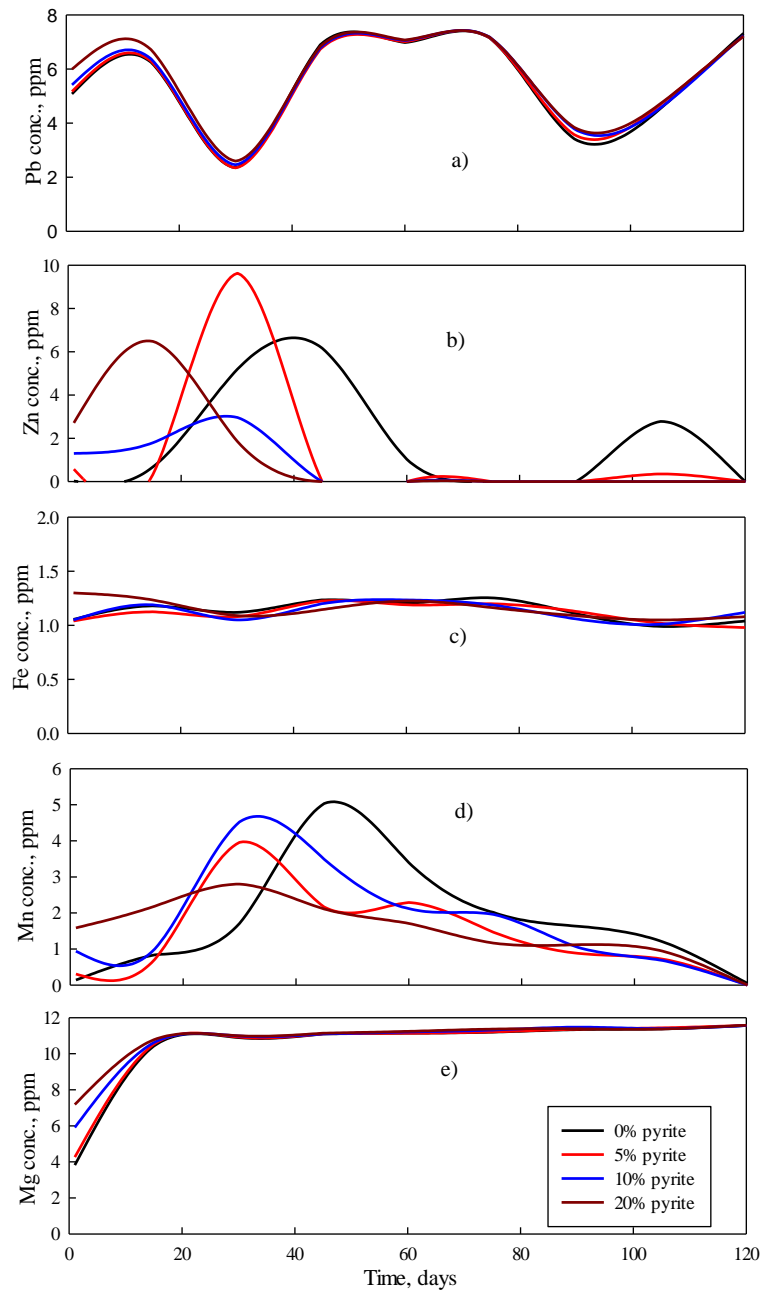 8
6
4
2
0
Pb conc., ppm
a)
10
8
6
4
2
0
Zn conc., ppm
b)
2.0
1.5
1.0
0.5
0.0
Fe conc., ppm
c)
6
5
4
3
2
1
0
Mn conc., ppm
d)
12
10
8
6
4
2
0
Mg conc., ppm
e)
0% pyrite
5% pyrite
10% pyrite
20% pyrite
0 20 40 60 80 100 120
Time, days